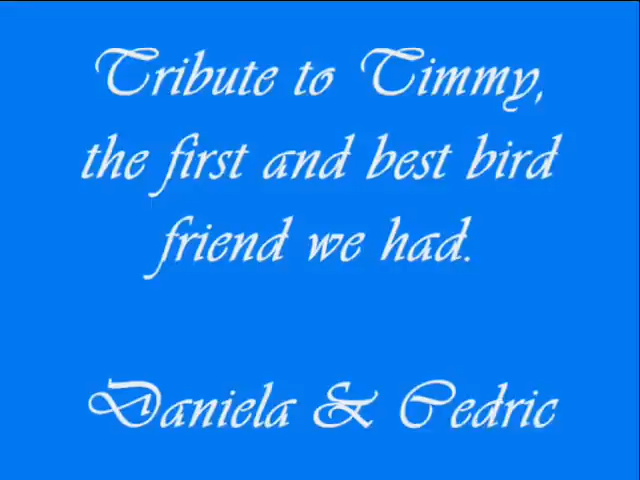 Tribute to Timmy,
the first and best bird
friend we had.
Daniela & Cedric